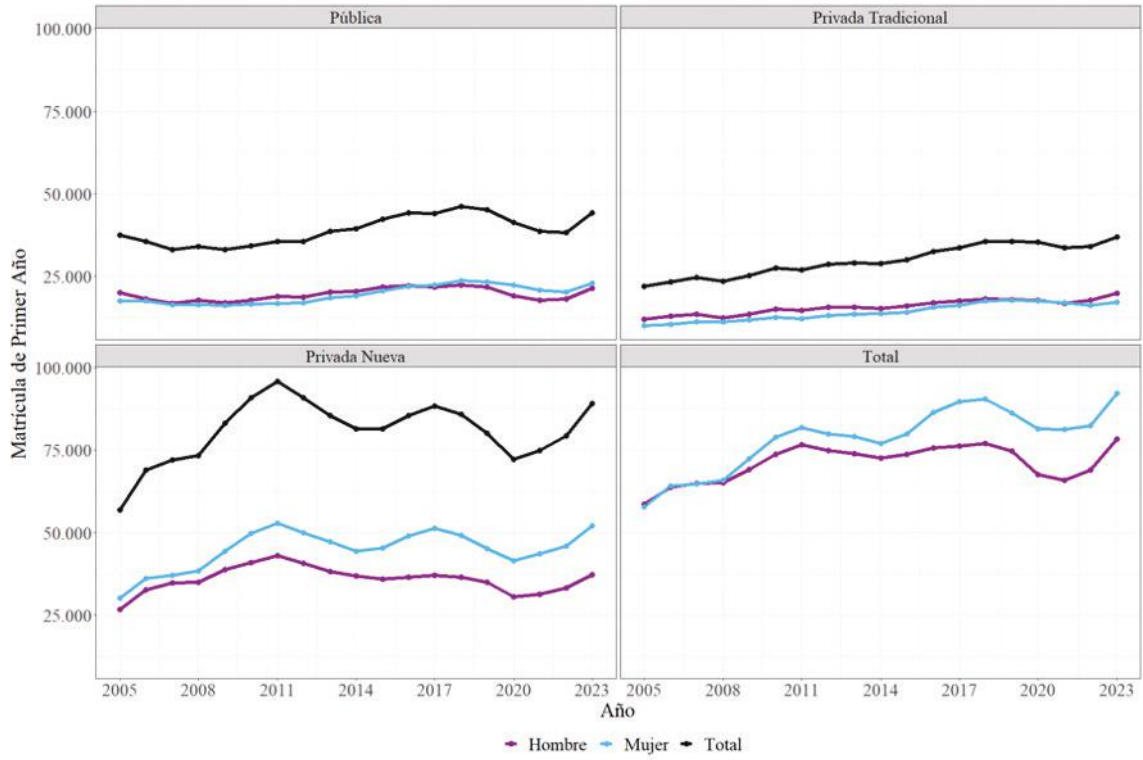 Pública
Privada Tradicional
100.000
75.000
50.000
25.000
Matrícula de Primer Año
Privada Nueva
Total
100.000
75.000
50.000
25.000
2005 2008 2011 2014 2017 2020 2023
2005 2008 2011 2014 2017 2020 2023
Año
Hombre Mujer Total